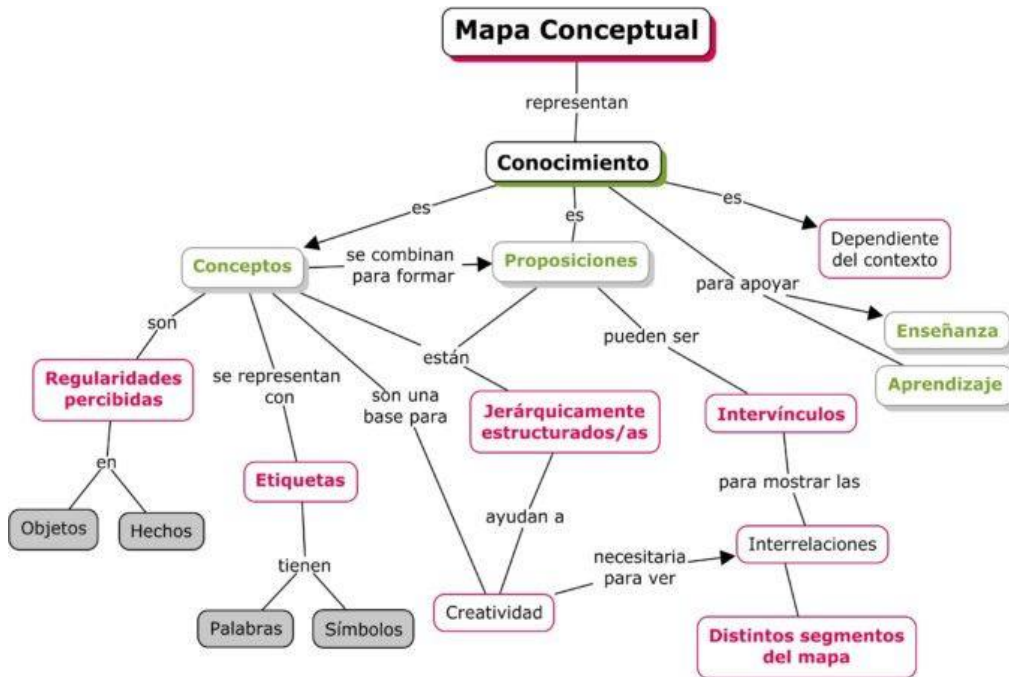 Mapa Conceptual
representan
Conocimiento
es
es
es
Dependiente
del contexto
Conceptos
se combinan
para formar
Proposiciones
para apoyar
Enseñanza
Aprendizaje
son
se representan
con
están
pueden ser
Regularidades
percibidas
son una
base para
Jerárquicamente
estructurados/as
Intervínculos
en
Etiquetas
para mostrar las
Objetos
Hechos
ayudan a
Interrelaciones
necesitaria
para ver
tienen
Palabras
Símbolos
Creatividad
Distintos segmentos
del mapa